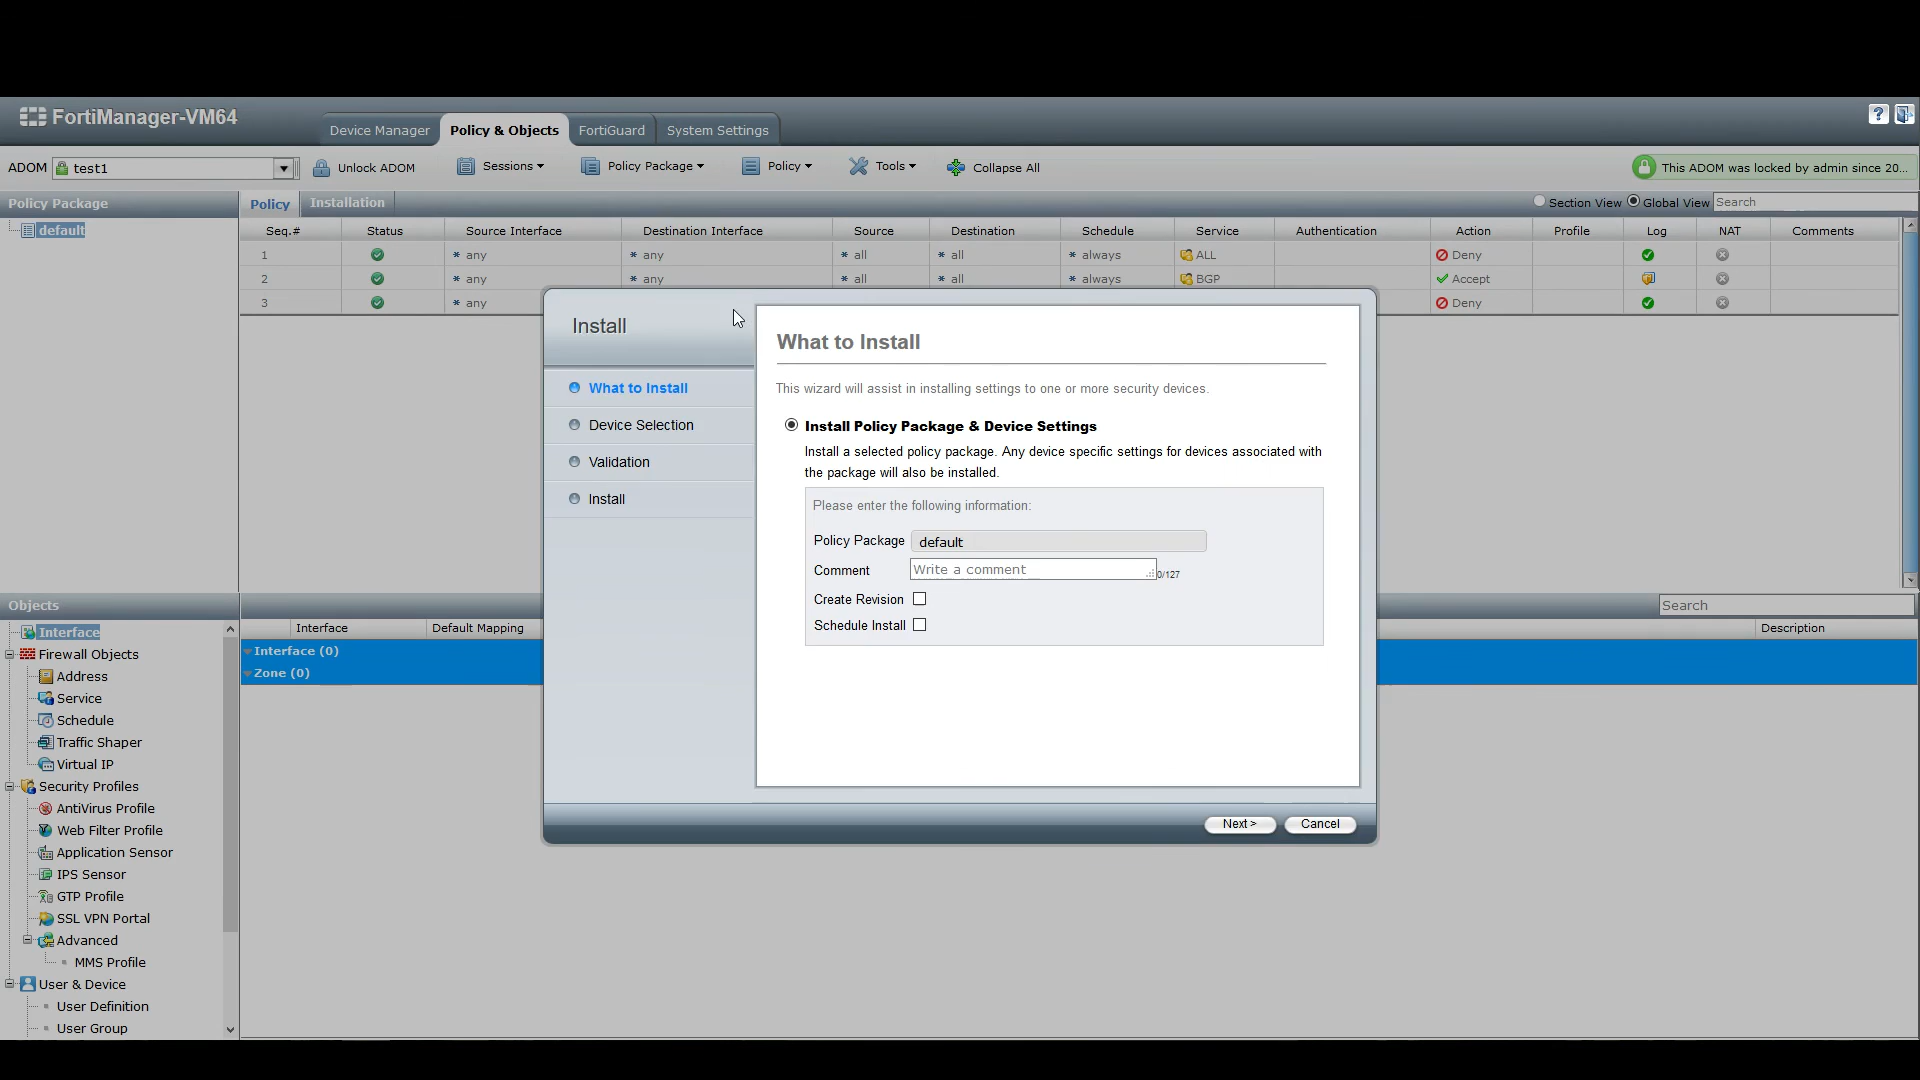 FortiManager-VM64
Device Manager Policy & Objects FortiGuard System Settings
ADOM test1 Unlock ADOM Sessions Policy Package Policy Tools Collapse All This ADOM was locked by admin since 20...
Policy Package Policy Installation Section View Global View Search
default Seq.# Status Source Interface Destination Interface Source Destination Schedule Service Authentication Action Profile Log NAT Comments
1 * any * any * all * all * always ALL Deny
2 * any * any * all * all * always BGP Accept
3 * any Deny
Install
What to Install
Device Selection
Validation
Install
What to Install
This wizard will assist in installing settings to one or more security devices.
Install Policy Package & Device Settings
Install a selected policy package. Any device specific settings for devices associated with
the package will also be installed.
Please enter the following information:
Policy Package default
Comment Write a comment 0/127
Create Revision
Schedule Install
Next > Cancel
Objects Search
Interface Default Mapping Description
Interface (0)
Zone (0)
Interface
Firewall Objects
Address
Service
Schedule
Traffic Shaper
Virtual IP
Security Profiles
AntiVirus Profile
Web Filter Profile
Application Sensor
IPS Sensor
GTP Profile
SSL VPN Portal
Advanced
MMS Profile
User & Device
User Definition
User Group